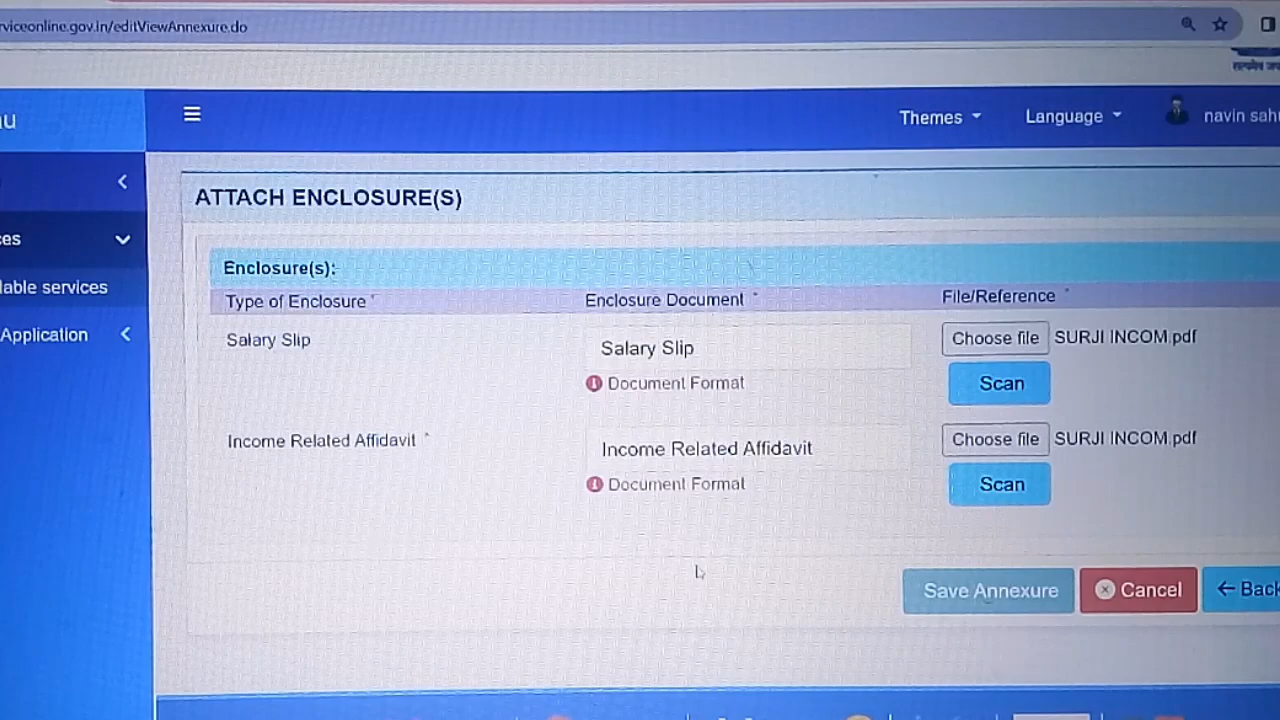 rviceonline.gov.in/editViewAnnexure.do
Themes
Language
navin sahu
ATTACH ENCLOSURE(S)
Enclosure(s):
Type of Enclosure *
Enclosure Document *
File/Reference *
Salary Slip
Salary Slip
Choose file SURJI INCOM.pdf
Document Format
Scan
Income Related Affidavit *
Income Related Affidavit
Choose file SURJI INCOM.pdf
Document Format
Scan
lable services
Application
Save Annexure
Cancel
← Back